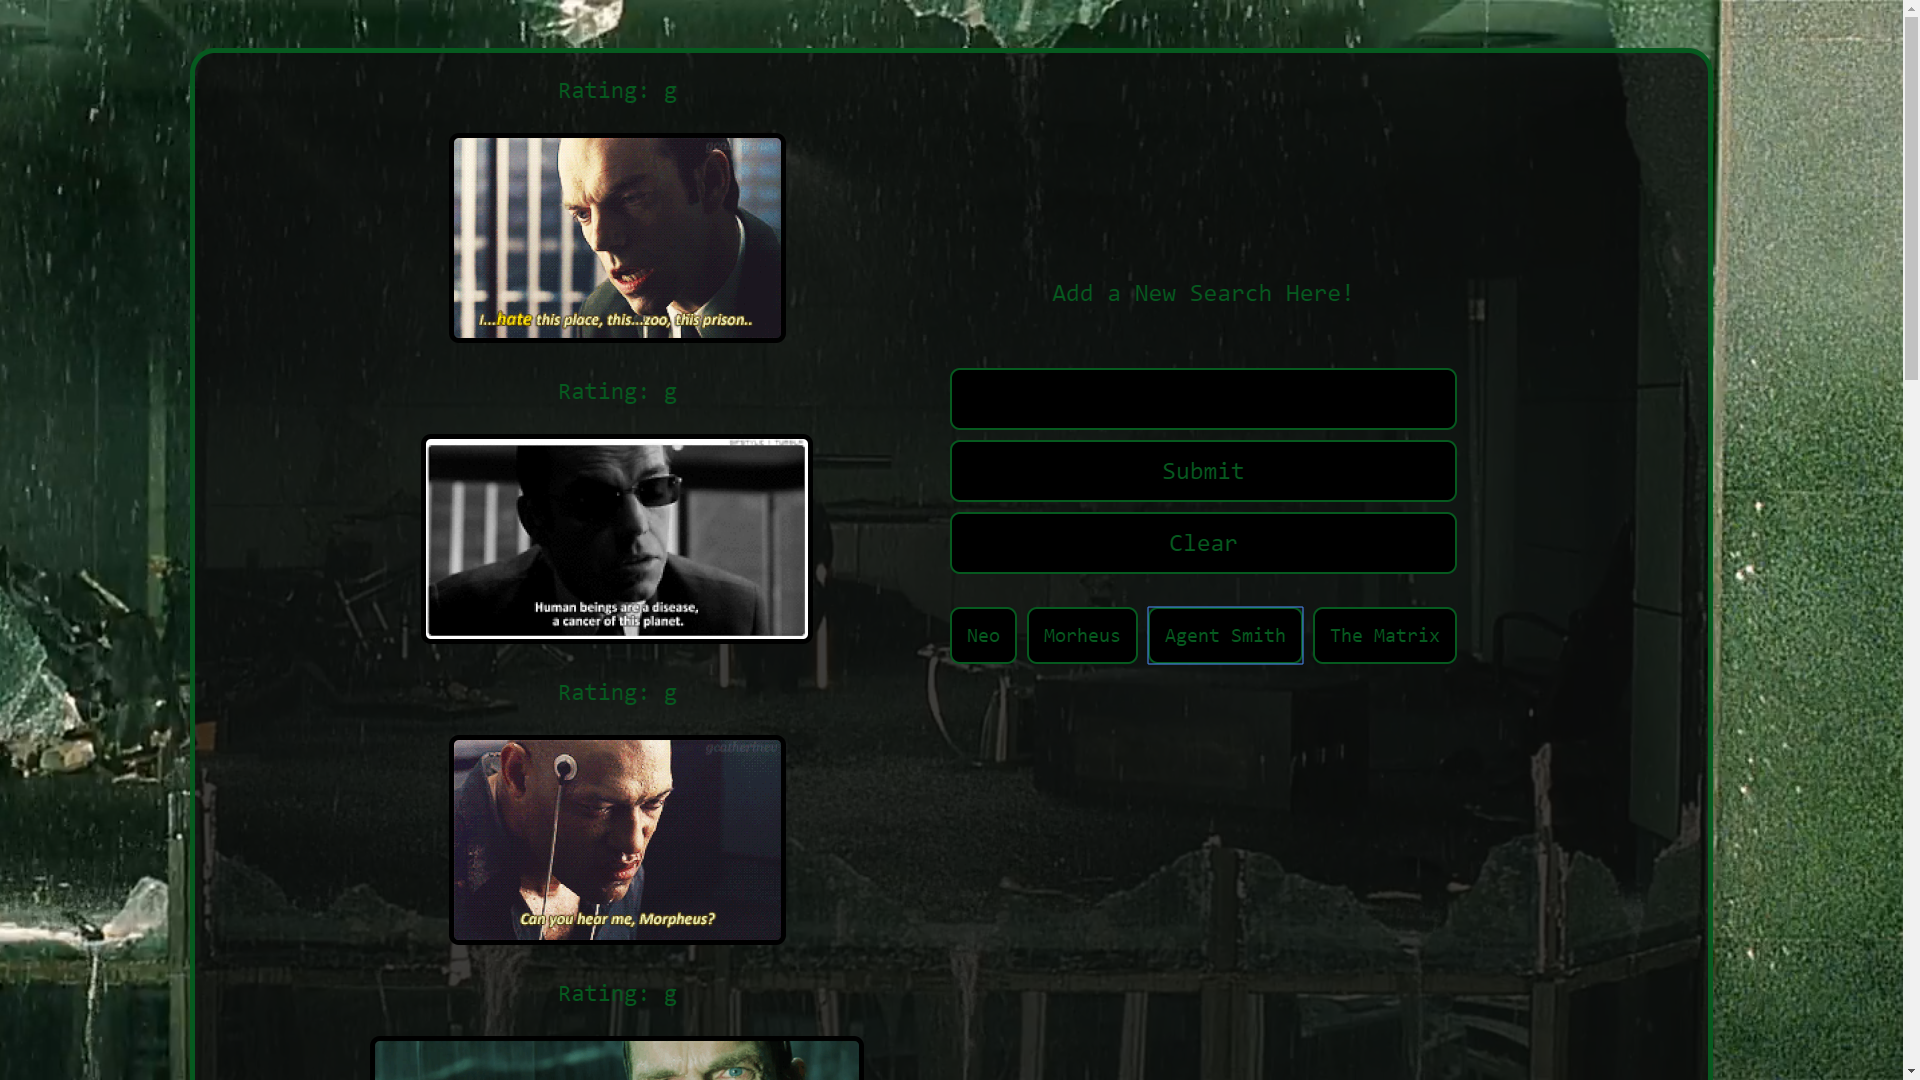 Rating: g
I...hate this place, this...zoo, this prison..
Rating: g
Human beings are a disease,
a cancer of this planet.
Rating: g
gcatherinev
Can you hear me, Morpheus?
Rating: g
Add a New Search Here!
Submit
Clear
Neo
Morheus
Agent Smith
The Matrix